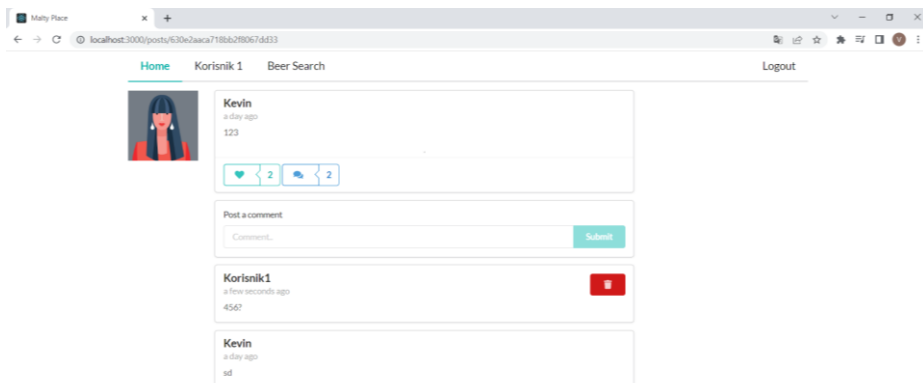 Malty Place
localhost:3000/posts/630e2aaca718bb2f8067dd33
V
Home Korisnik 1 Beer Search Logout
Kevin
a day ago
123
2 2
Post a comment
Comment..
Submit
Korisnik1
a few seconds ago
456?
Kevin
a day ago
sd